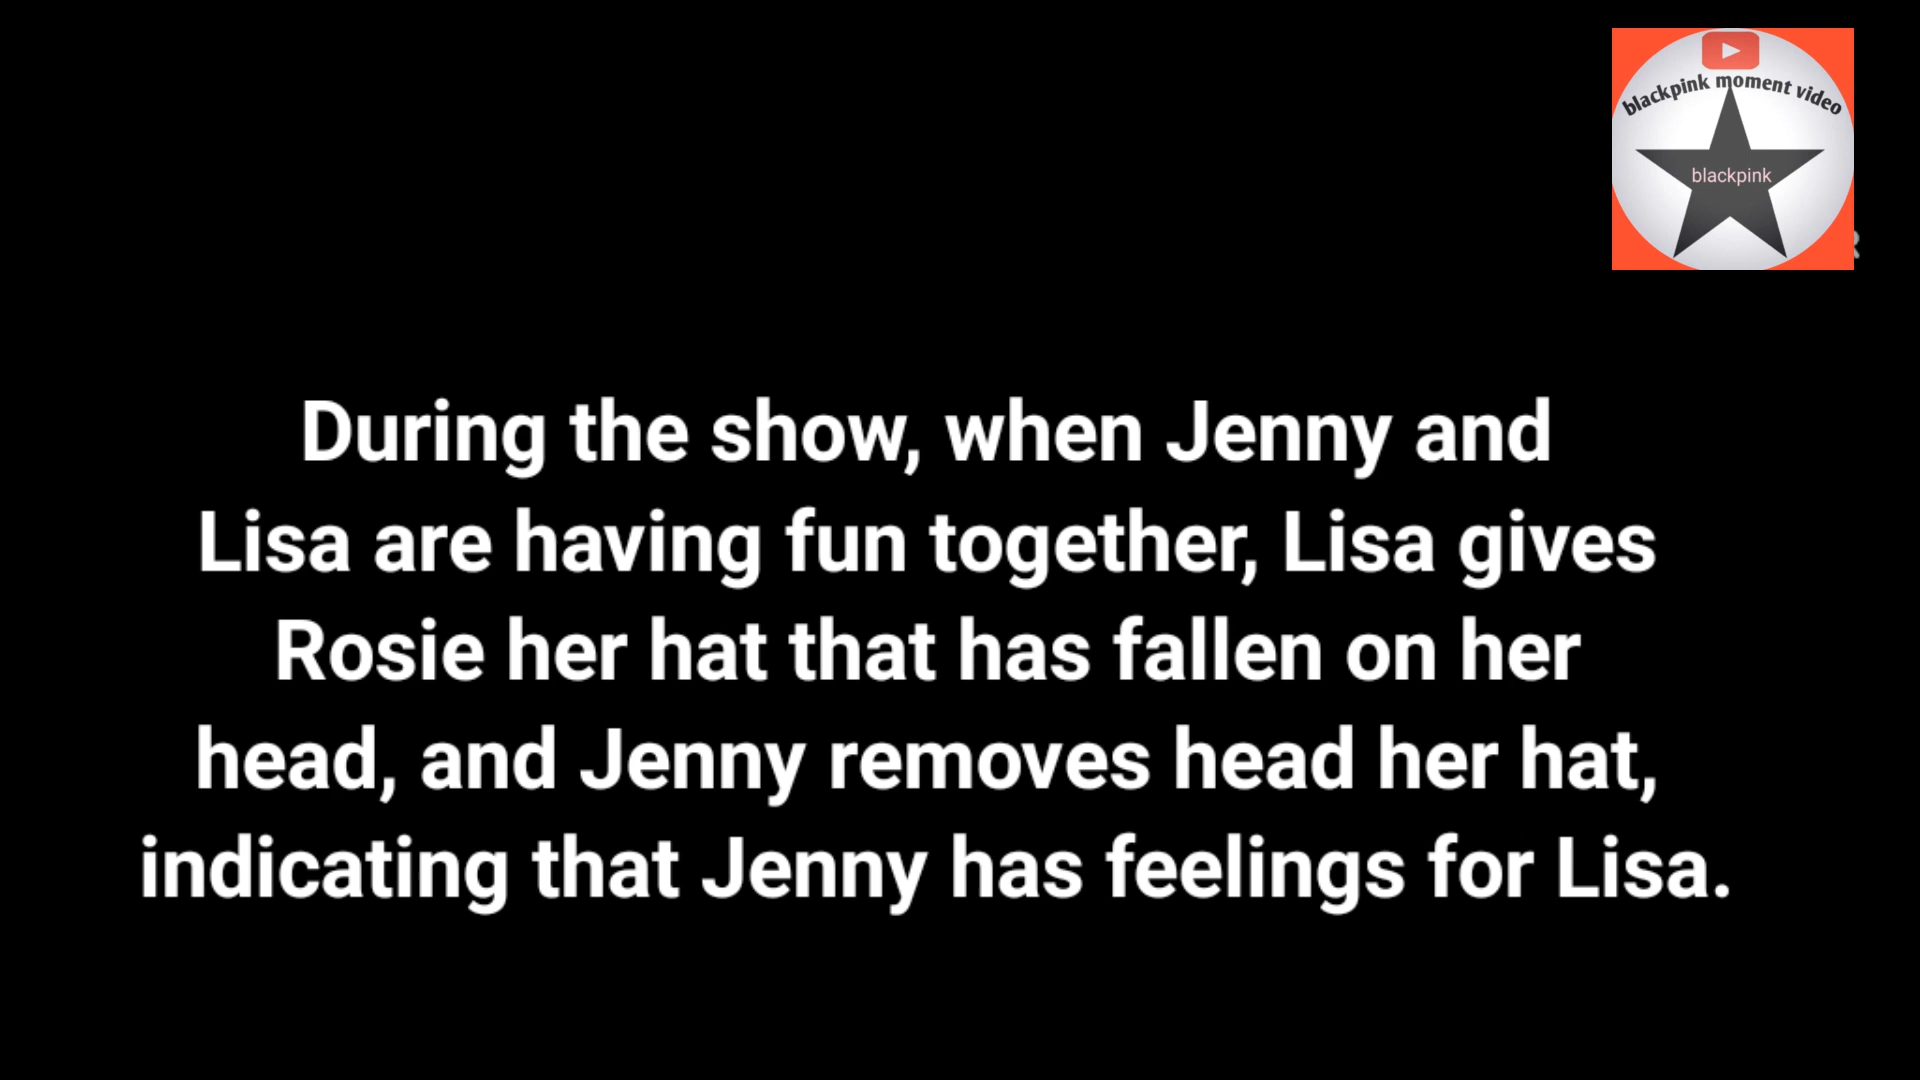 blackpink moment video
blackpink
R
During the show, when Jenny and
Lisa are having fun together, Lisa gives
Rosie her hat that has fallen on her
head, and Jenny removes head her hat,
indicating that Jenny has feelings for Lisa.